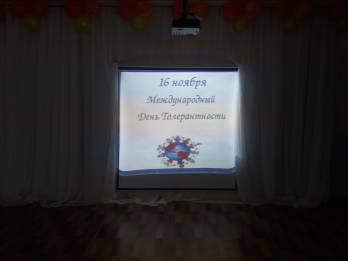 16 ноября
Международный
День Толерантности